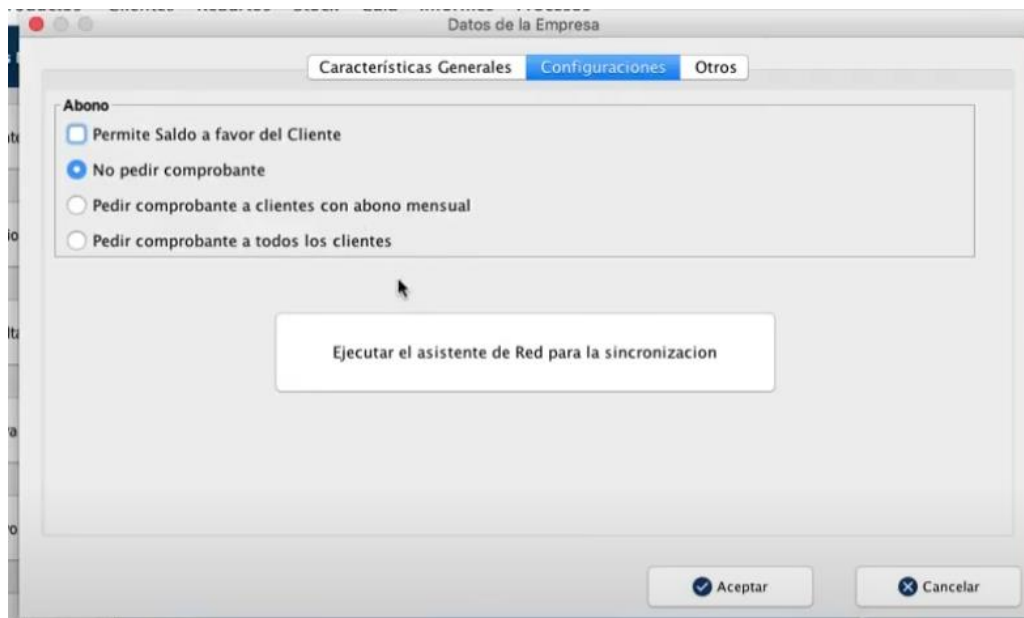 Datos de la Empresa
Características Generales Configuraciones Otros
Abono
Permite Saldo a favor del Cliente
No pedir comprobante
Pedir comprobante a clientes con abono mensual
Pedir comprobante a todos los clientes
Ejecutar el asistente de Red para la sincronizacion
Aceptar Cancelar